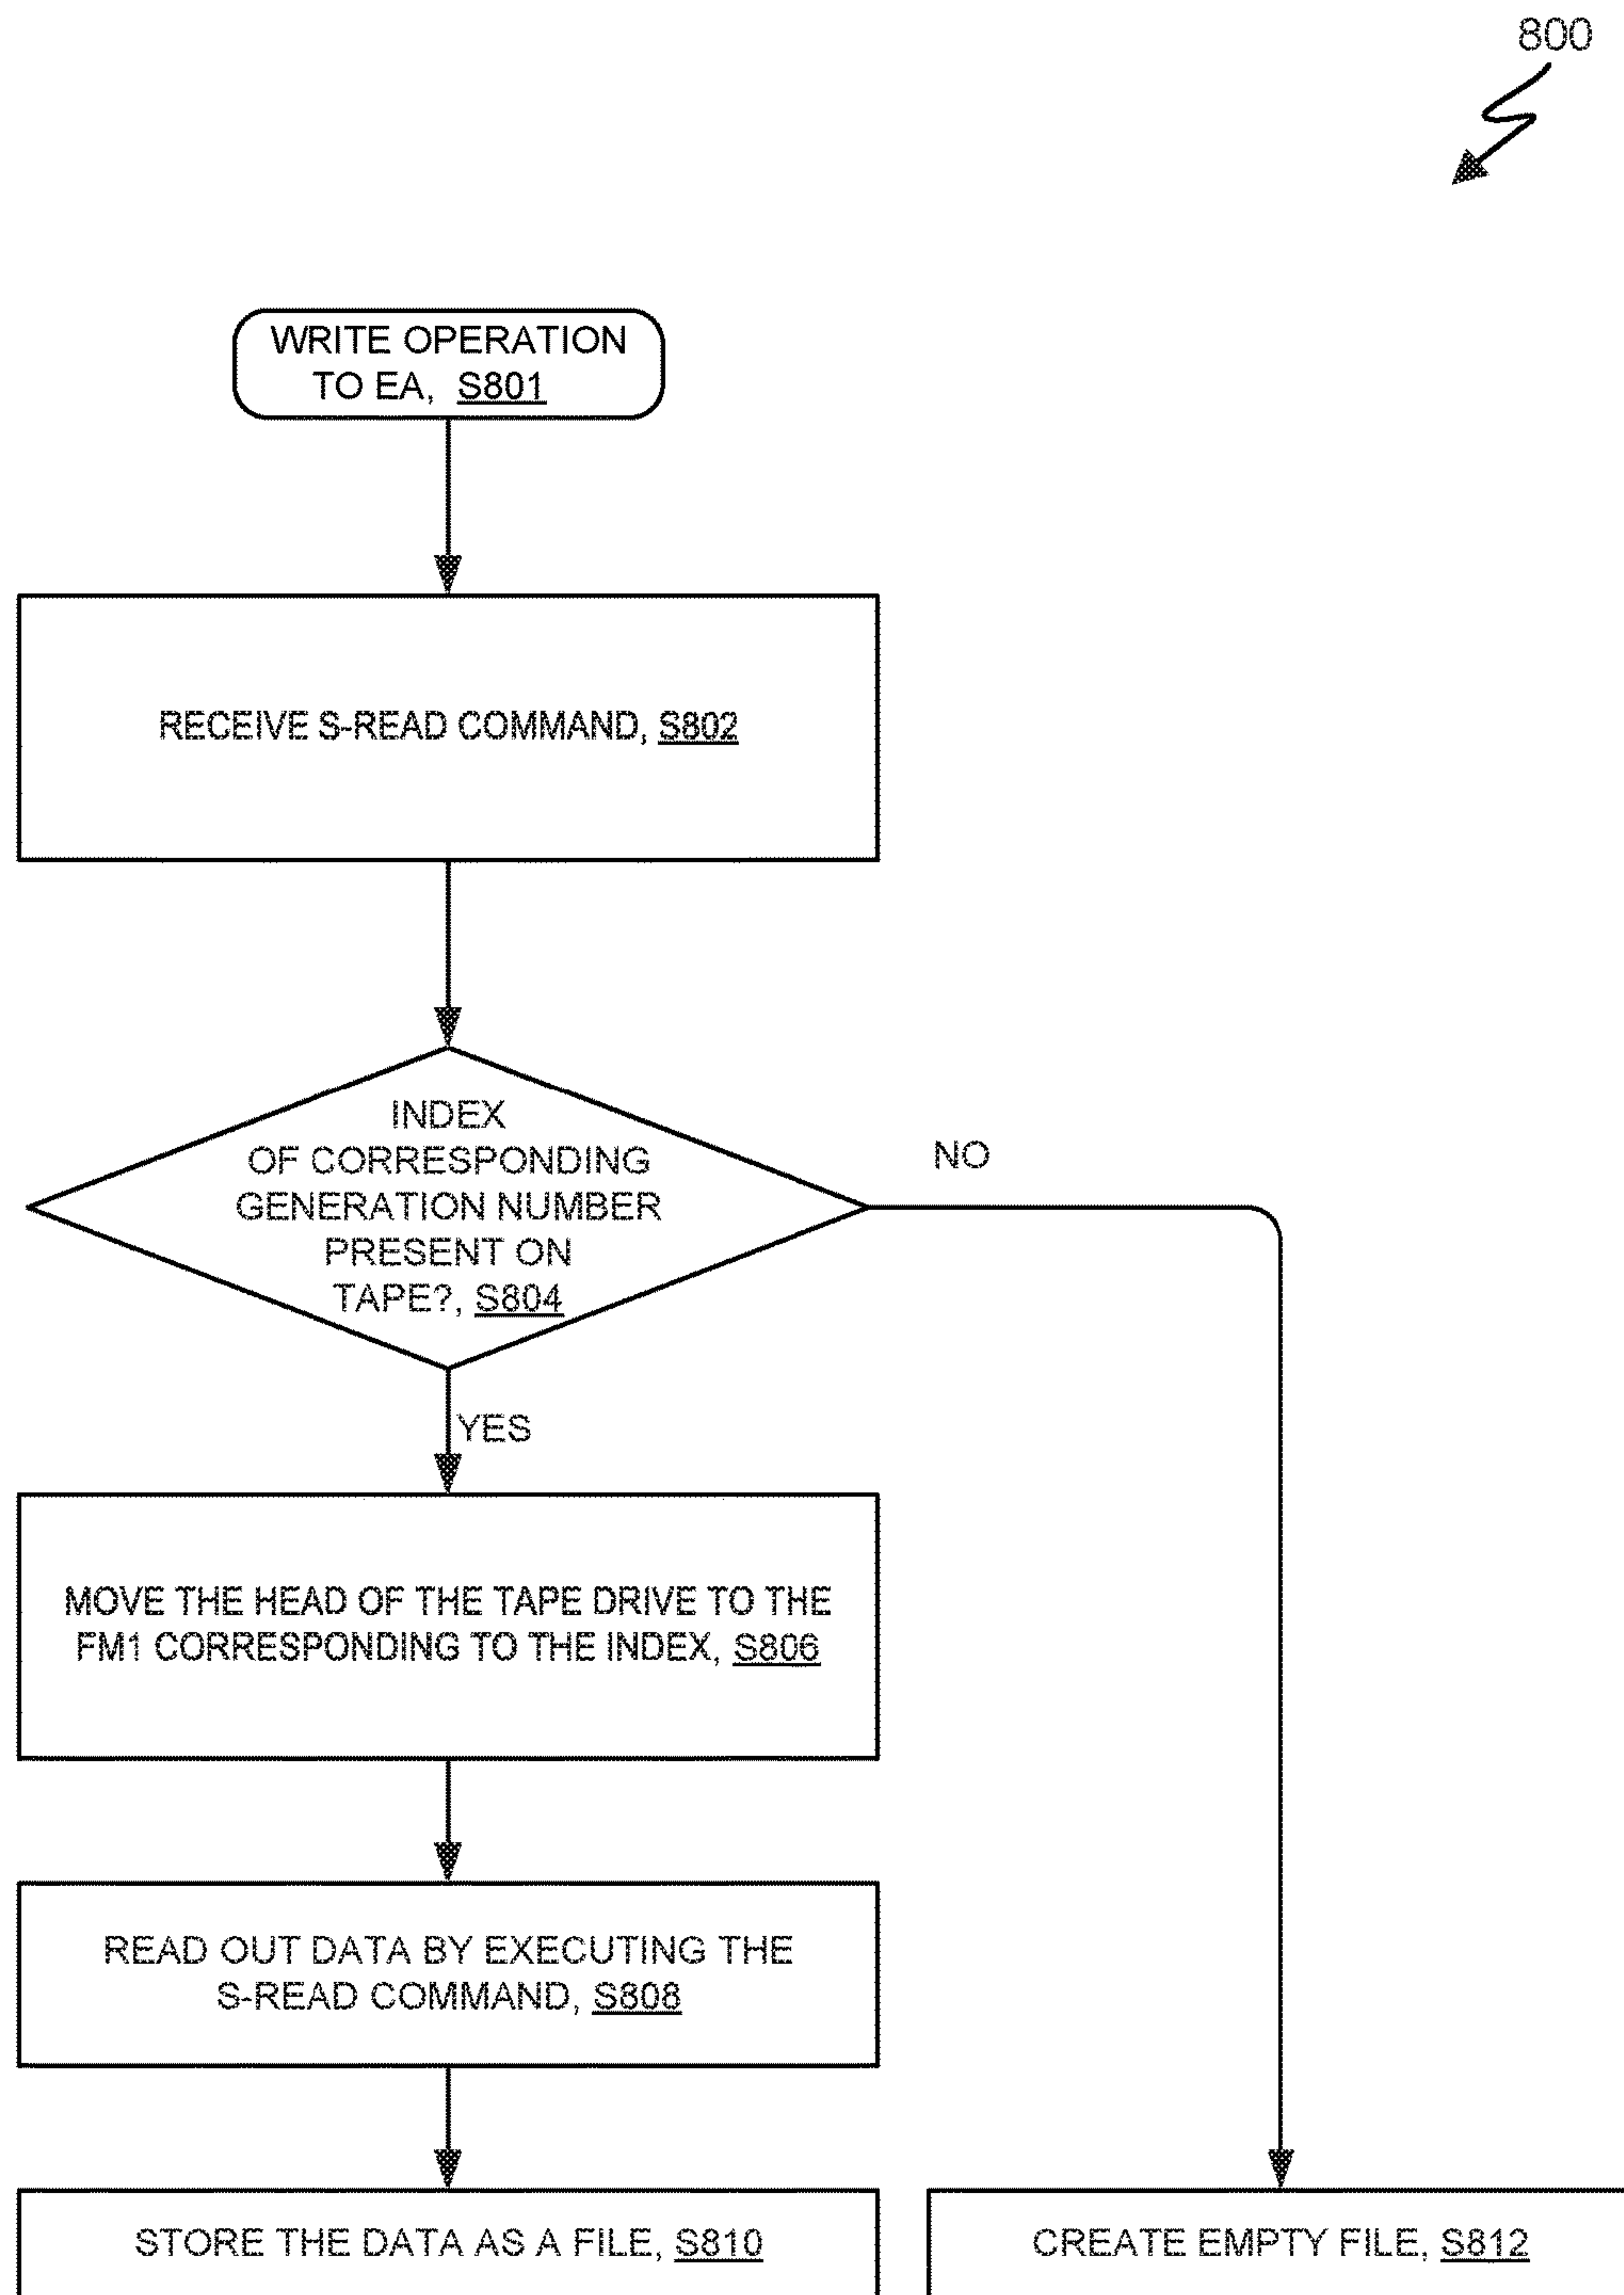 800
WRITE OPERATION
TO EA, S801
RECEIVE S-READ COMMAND, S802
INDEX
OF CORRESPONDING
GENERATION NUMBER
PRESENT ON
TAPE?, S804
NO
YES
MOVE THE HEAD OF THE TAPE DRIVE TO THE
FM1 CORRESPONDING TO THE INDEX, S806
READ OUT DATA BY EXECUTING THE
S-READ COMMAND, S808
STORE THE DATA AS A FILE, S810
CREATE EMPTY FILE, S812